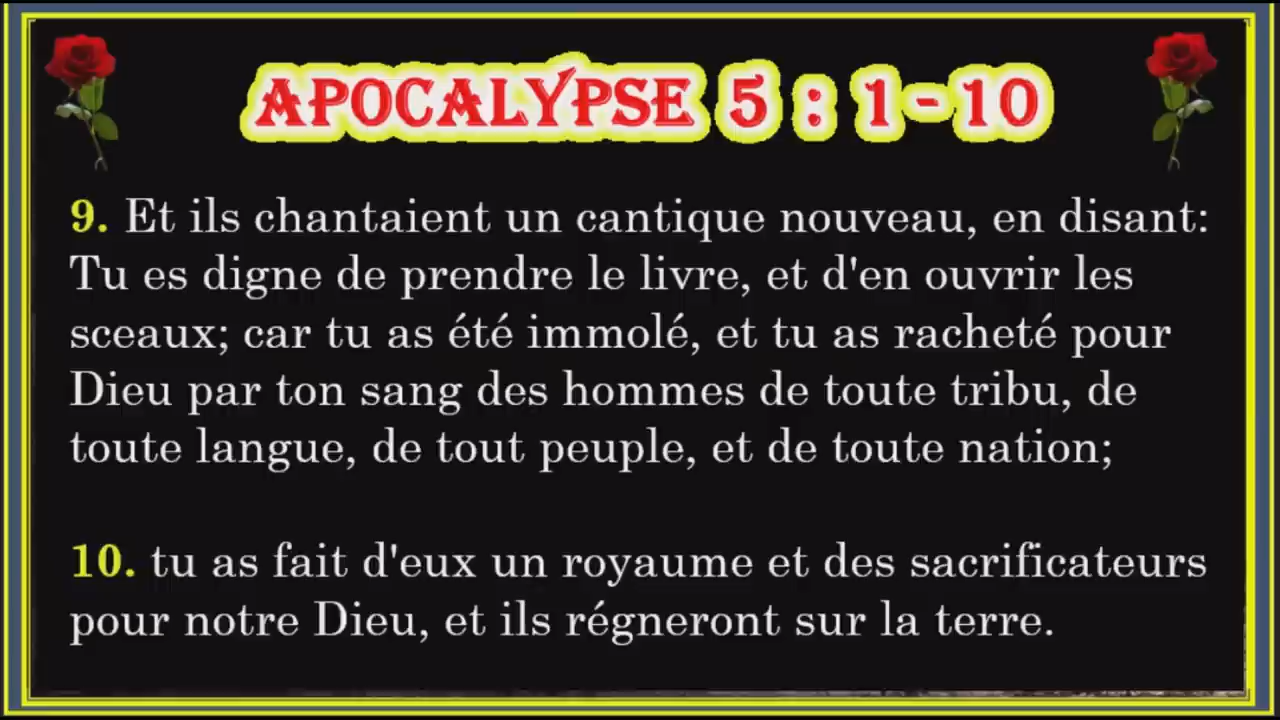 APOCALYPSE 5 : 1 - 10
9. Et ils chantaient un cantique nouveau, en disant:
Tu es digne de prendre le livre, et d'en ouvrir les
sceaux; car tu as été immolé, et tu as racheté pour
Dieu par ton sang des hommes de toute tribu, de
toute langue, de tout peuple, et de toute nation;
10. tu as fait d'eux un royaume et des sacrificateurs
pour notre Dieu, et ils régneront sur la terre.